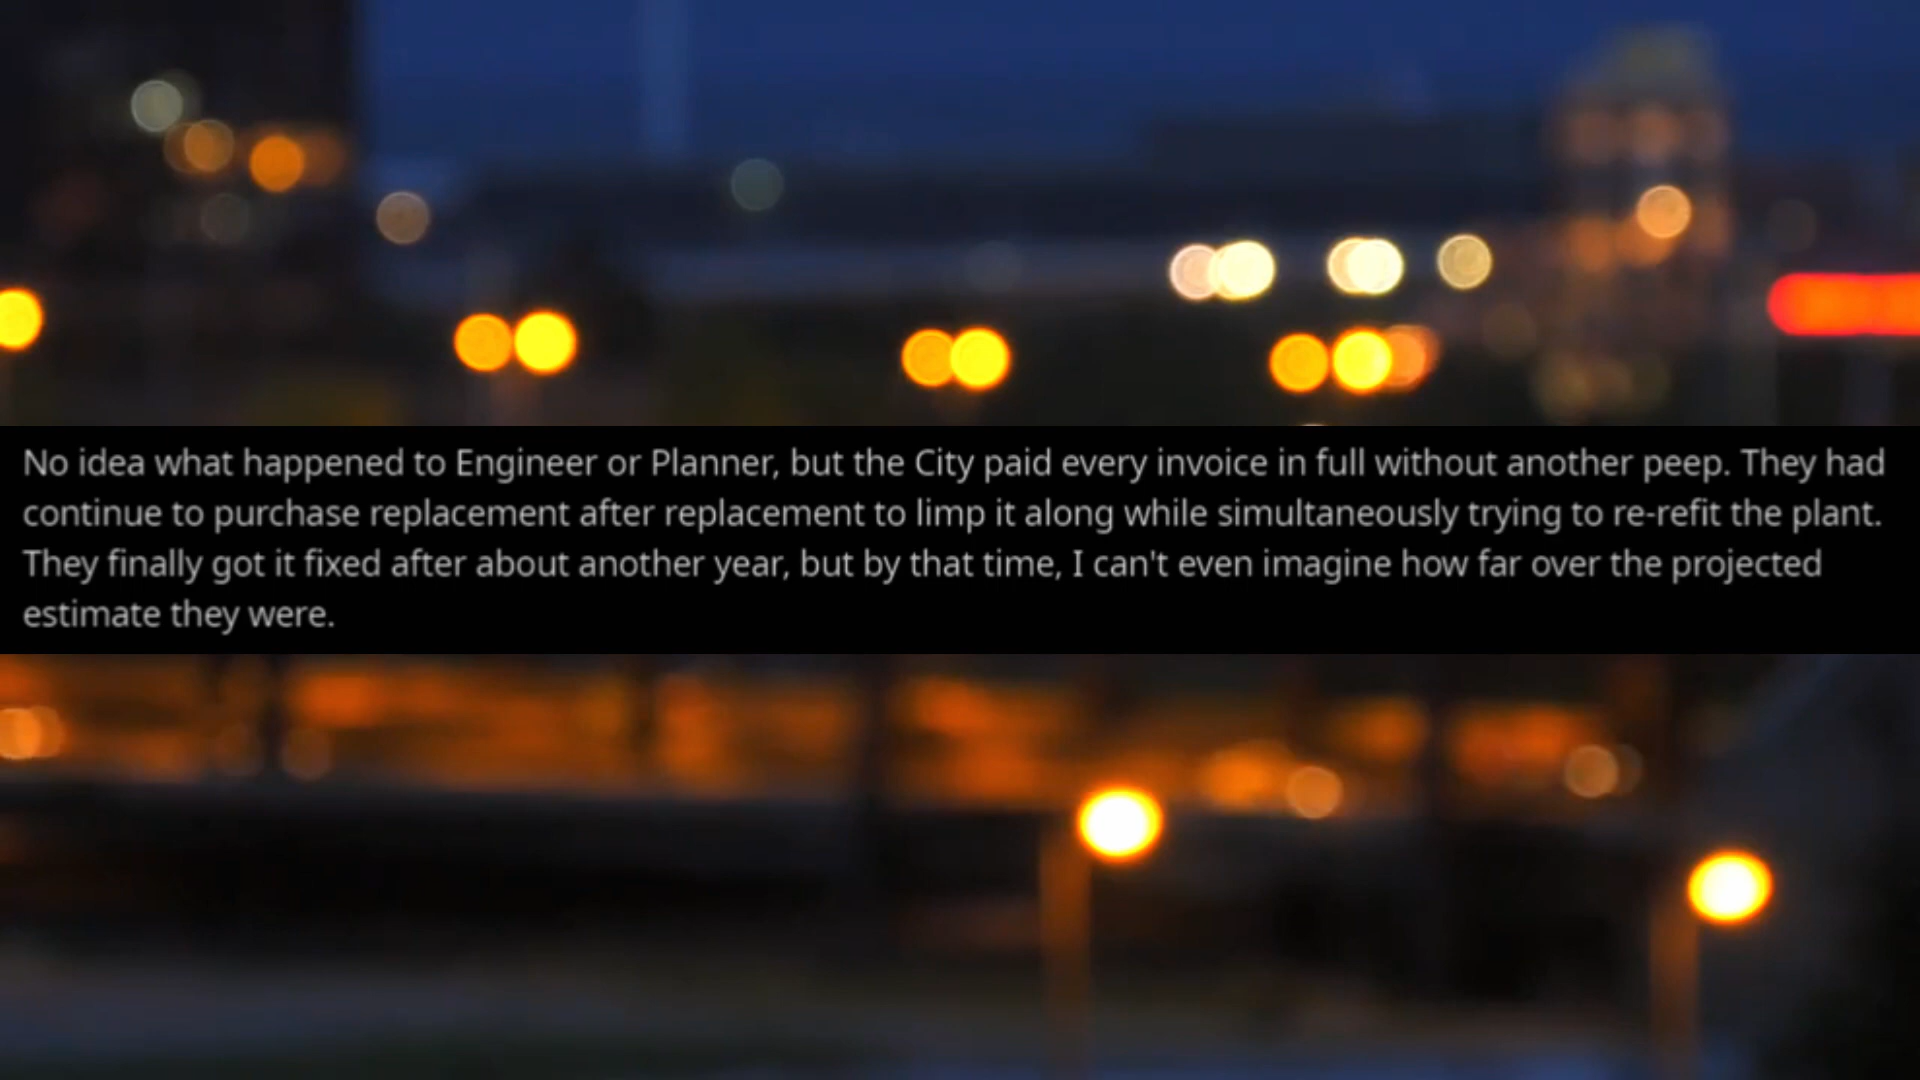 No idea what happened to Engineer or Planner, but the City paid every invoice in full without another peep. They had
continue to purchase replacement after replacement to limp it along while simultaneously trying to re-refit the plant.
They finally got it fixed after about another year, but by that time, I can't even imagine how far over the projected
estimate they were.